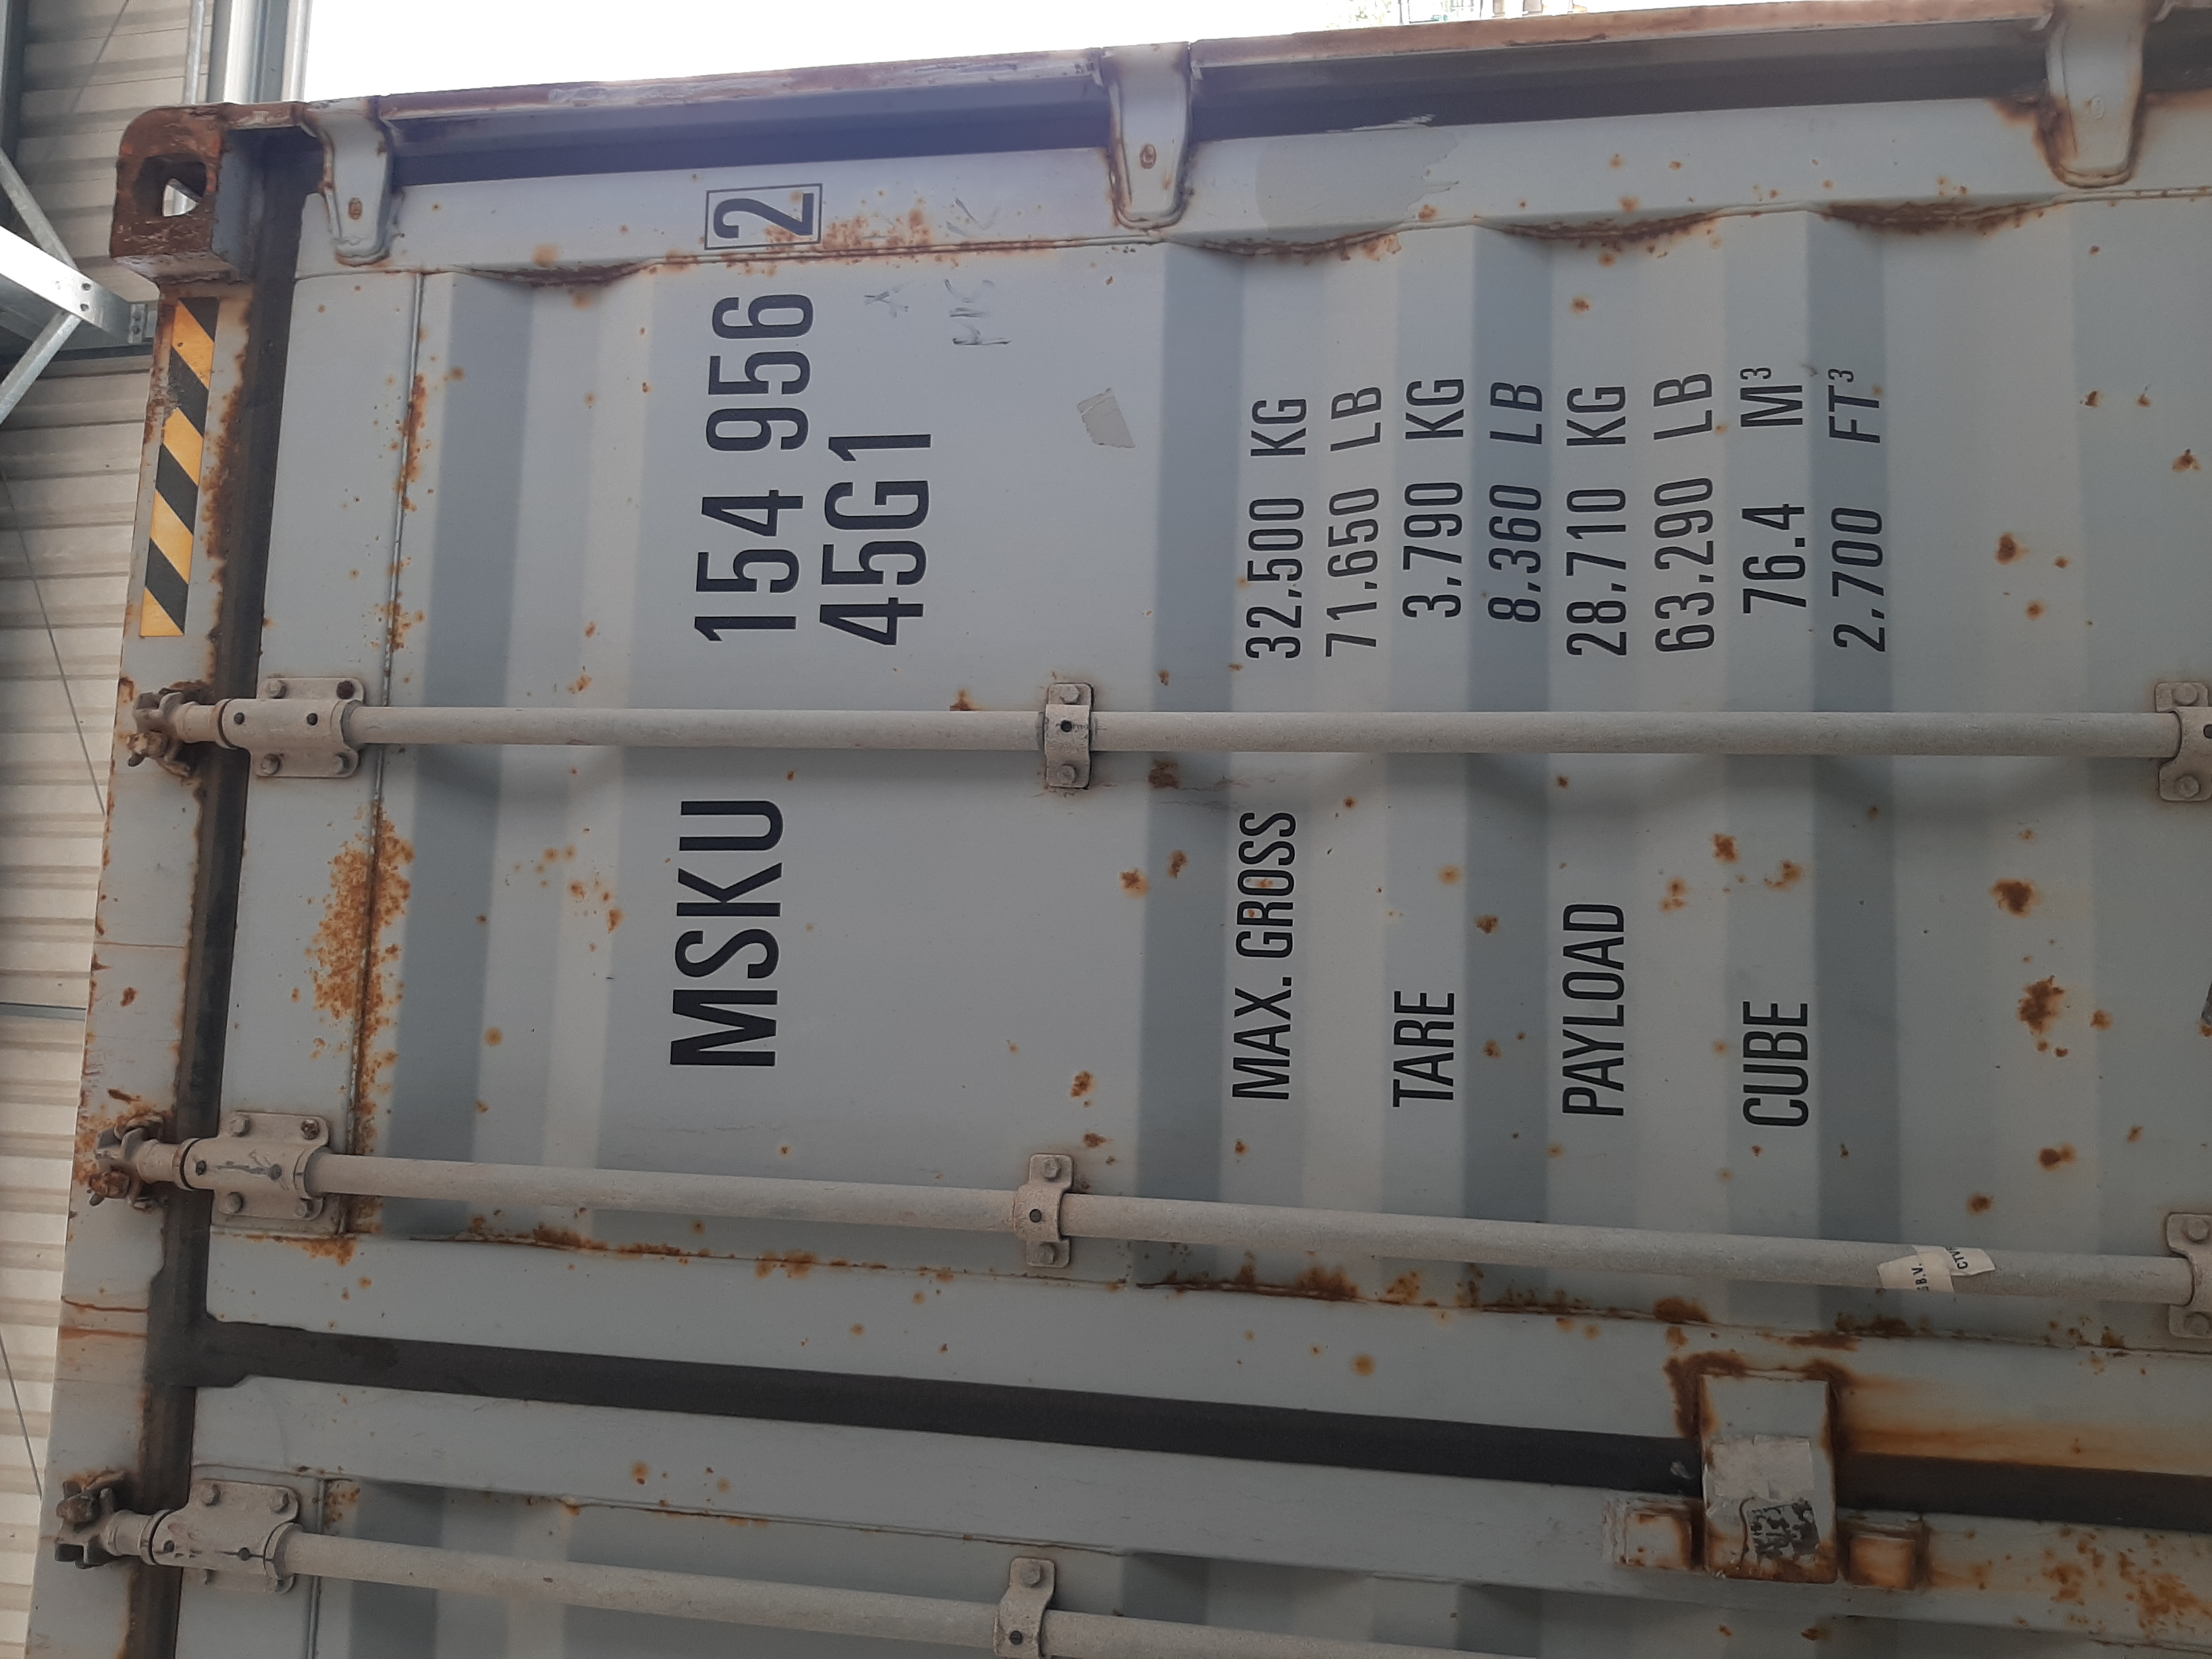 MSKU 154 956 2
45G1
MAX. GROSS 32.500 KG
71.650 LB
TARE 3.790 KG
8.360 LB
PAYLOAD 28.710 KG
63.290 LB
CUBE 76.4 M³
2.700 FT³
B.V.